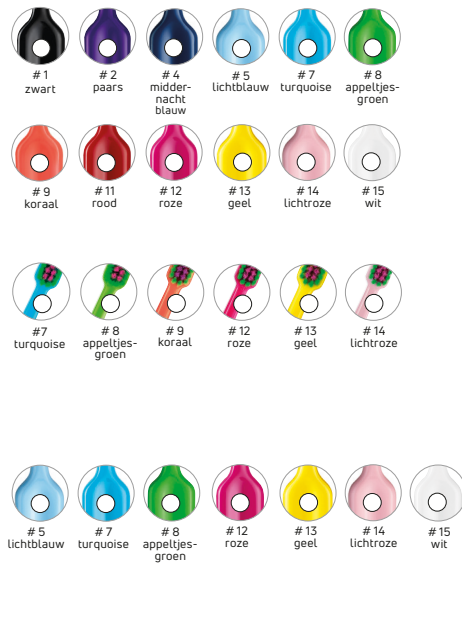 # 1
zwart
# 2
paars
# 4
midder-
nacht
blauw
# 5
lichtblauw
# 7
turquoise
# 8
appeltjes-
groen
# 9
koraal
# 11
rood
# 12
roze
# 13
geel
# 14
lichtroze
# 15
wit
#7
turquoise
# 8
appeltjes-
groen
# 9
koraal
# 12
roze
# 13
geel
# 14
lichtroze
# 5
lichtblauw
# 7
turquoise
# 8
appeltjes-
groen
# 12
roze
# 13
geel
# 14
lichtroze
# 15
wit